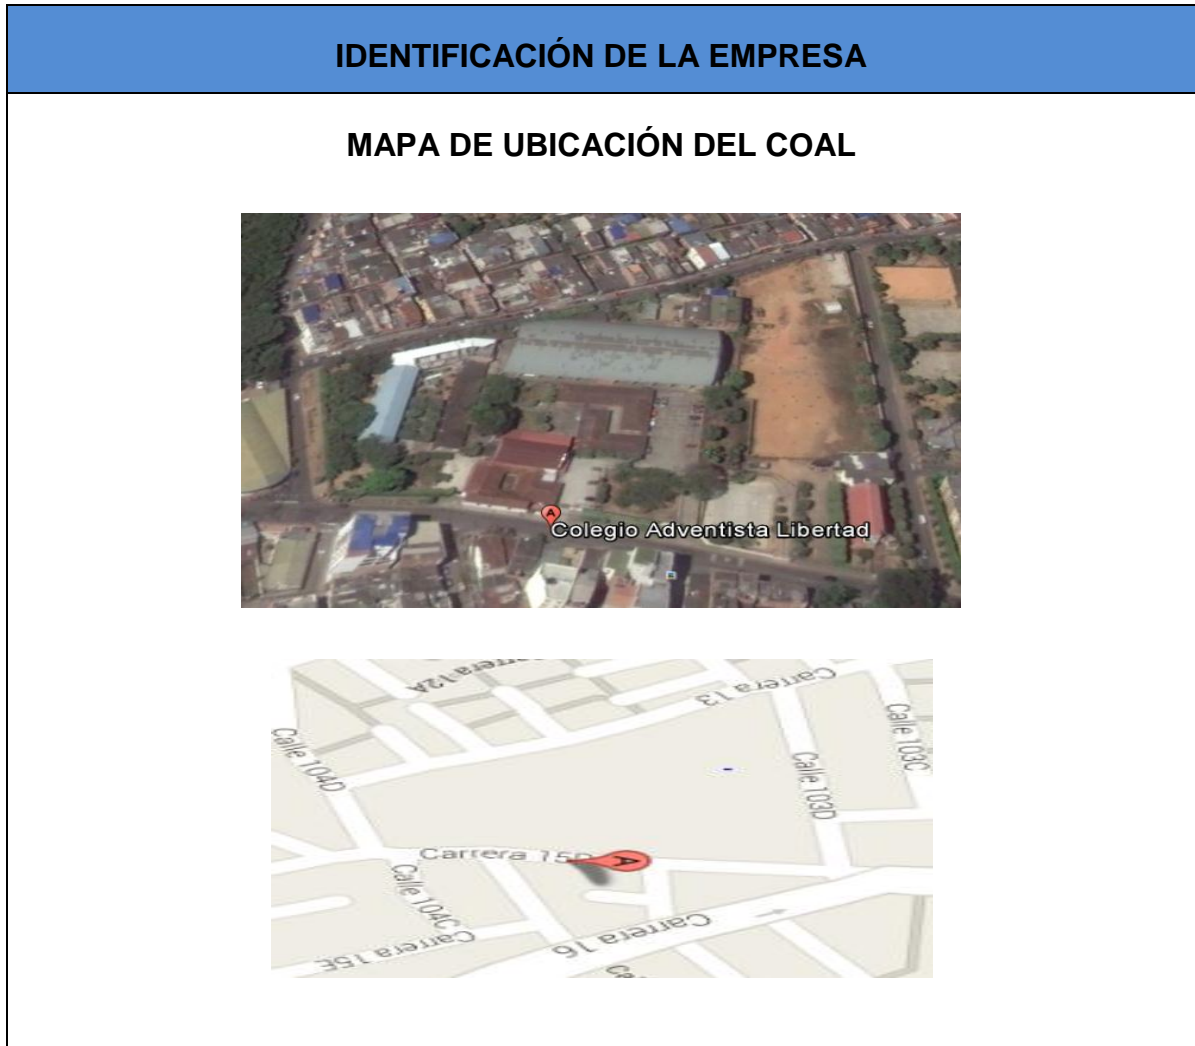 IDENTIFICACIÓN DE LA EMPRESA
MAPA DE UBICACIÓN DEL COAL
A
Colegio Adventista Libertad
Carrera 12A
Carrera 13
Calle 104D
Calle 103C
Calle 103D
Carrera 15
A
Calle 104C
Carrera 16
Carrera 15E